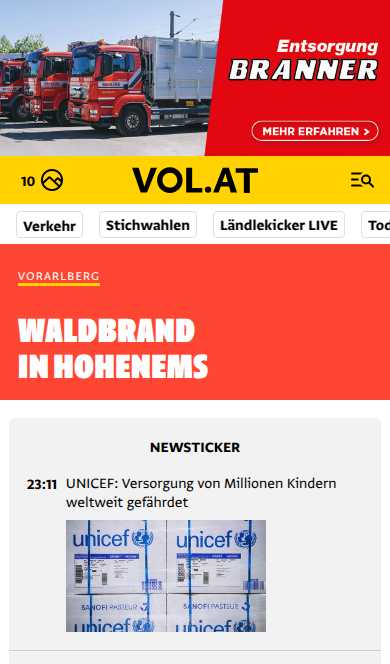 Entsorgung
BRANNER
MEHR ERFAHREN >
10
VOL.AT
Verkehr
Stichwahlen
Ländlekicker LIVE
Tod
VORARLBERG
WALDBRAND
IN HOHENEMS
NEWSTICKER
23:11 UNICEF: Versorgung von Millionen Kindern
weltweit gefährdet
unicef unicef
SANOFI PASTEUR SANOFI PASTEUR
unicef unicef